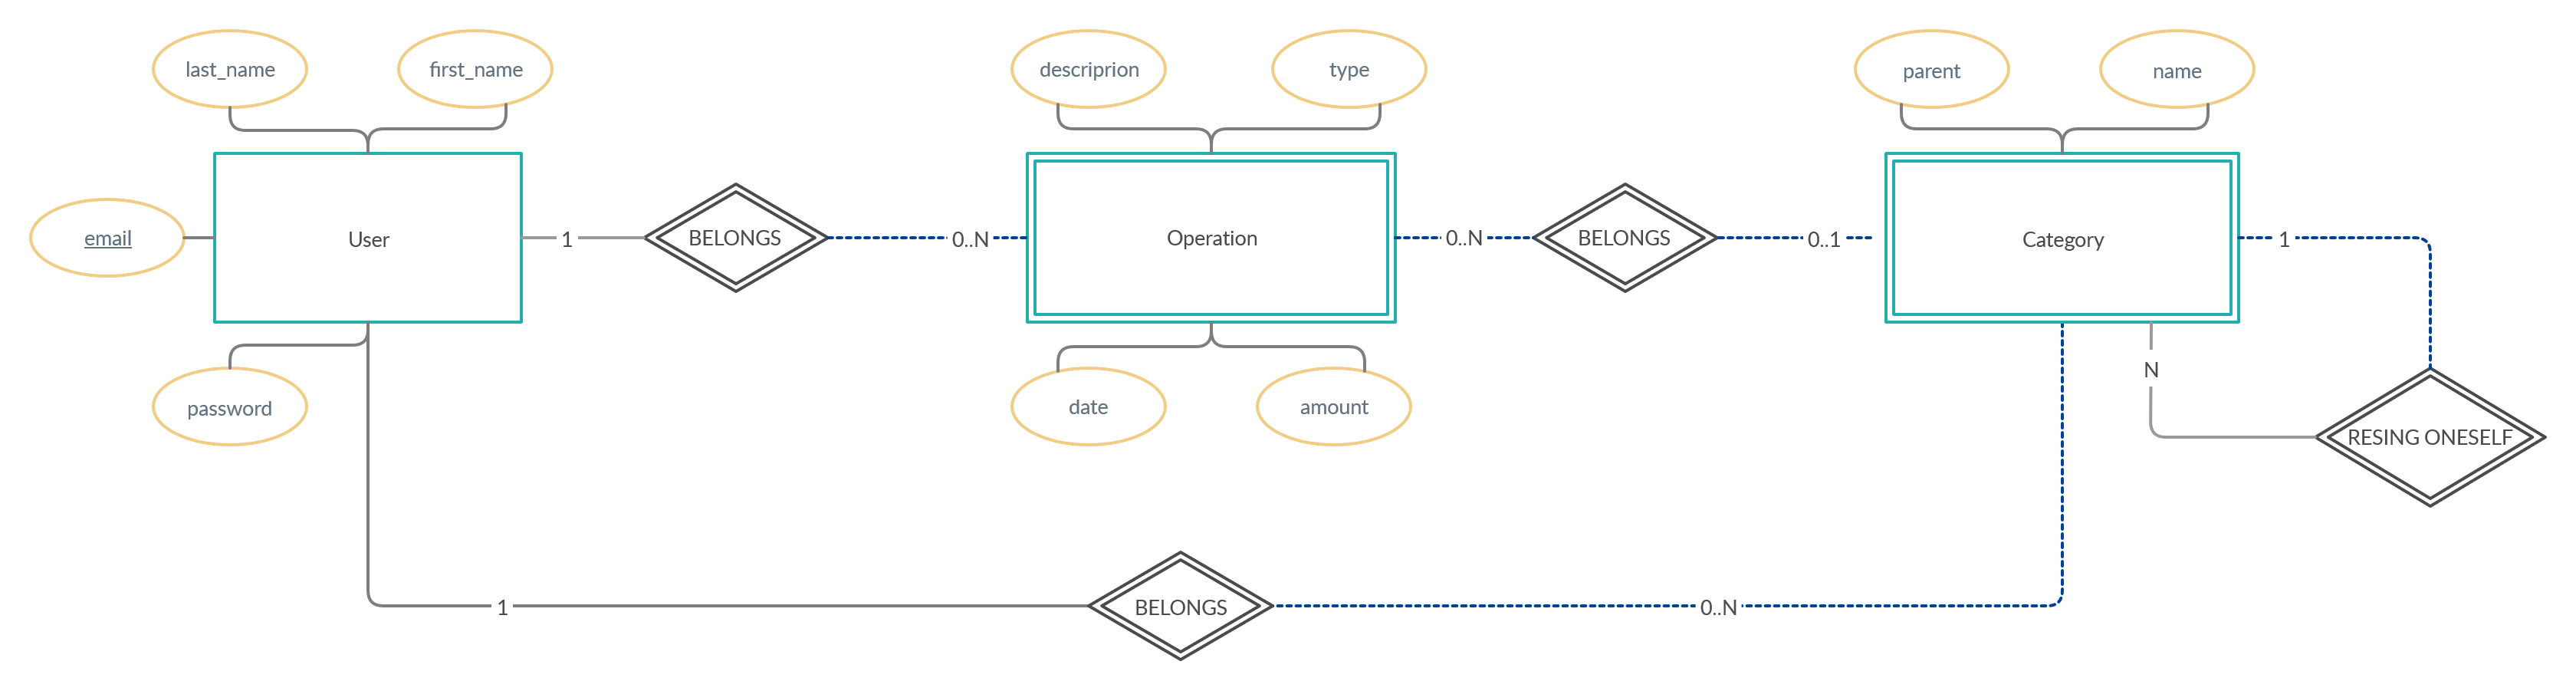 last_name
first_name
descriprion
type
parent
name
email
User
1
BELONGS
0..N
Operation
0..N
BELONGS
0..1
Category
1
N
password
date
amount
RESING ONESELF
1
BELONGS
0..N